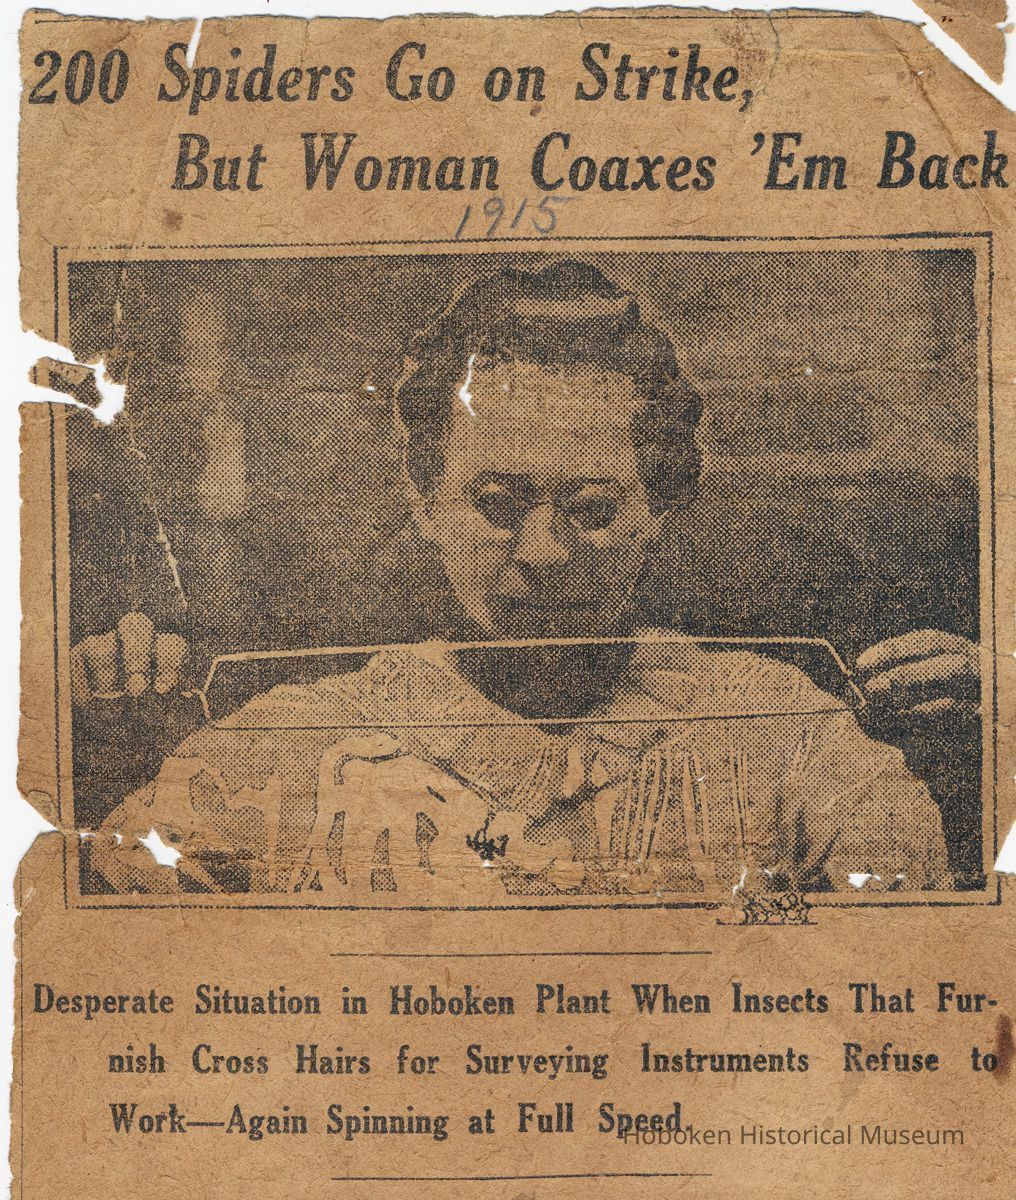 200 Spiders Go on Strike,
But Woman Coaxes 'Em Back
1915
Desperate Situation in Hoboken Plant When Insects That Fur-
nish Cross Hairs for Surveying Instruments Refuse to
Work—Again Spinning at Full Speed.
Hoboken Historical Museum